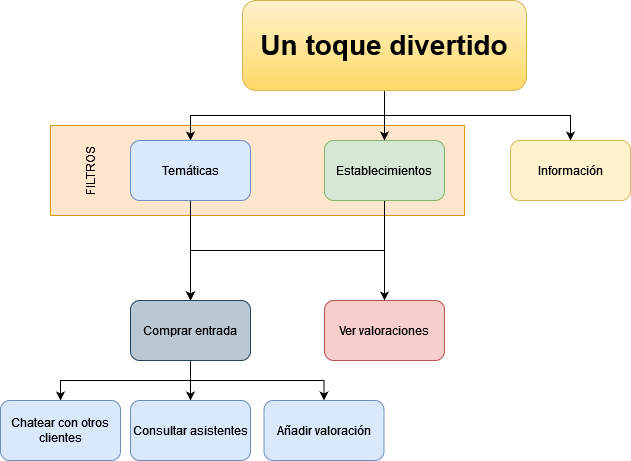 Un toque divertido
FILTROS
Temáticas
Establecimientos
Información
Comprar entrada
Ver valoraciones
Chatear con otros
clientes
Consultar asistentes
Añadir valoración